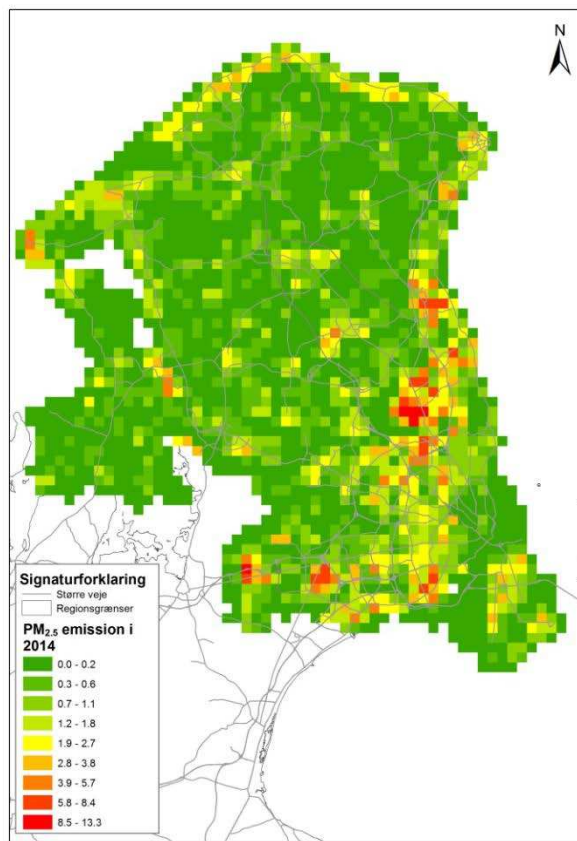 N
Signaturforklaring
Større veje
Regionsgrænser
PM2.5 emission i
2014
0.0 - 0.2
0.3 - 0.6
0.7 - 1.1
1.2 - 1.8
1.9 - 2.7
2.8 - 3.8
3.9 - 5.7
5.8 - 8.4
8.5 - 13.3